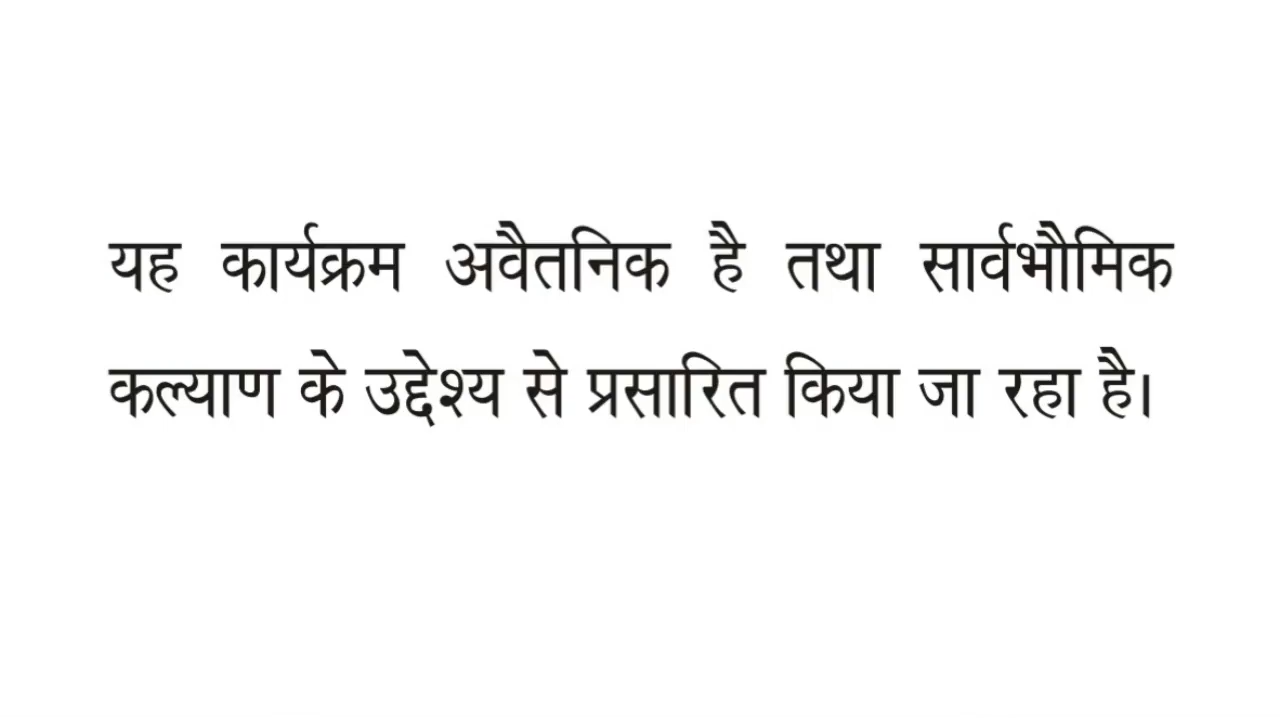 यह कार्यक्रम अवैतनिक है तथा सार्वभौमिक
कल्याण के उद्देश्य से प्रसारित किया जा रहा है।